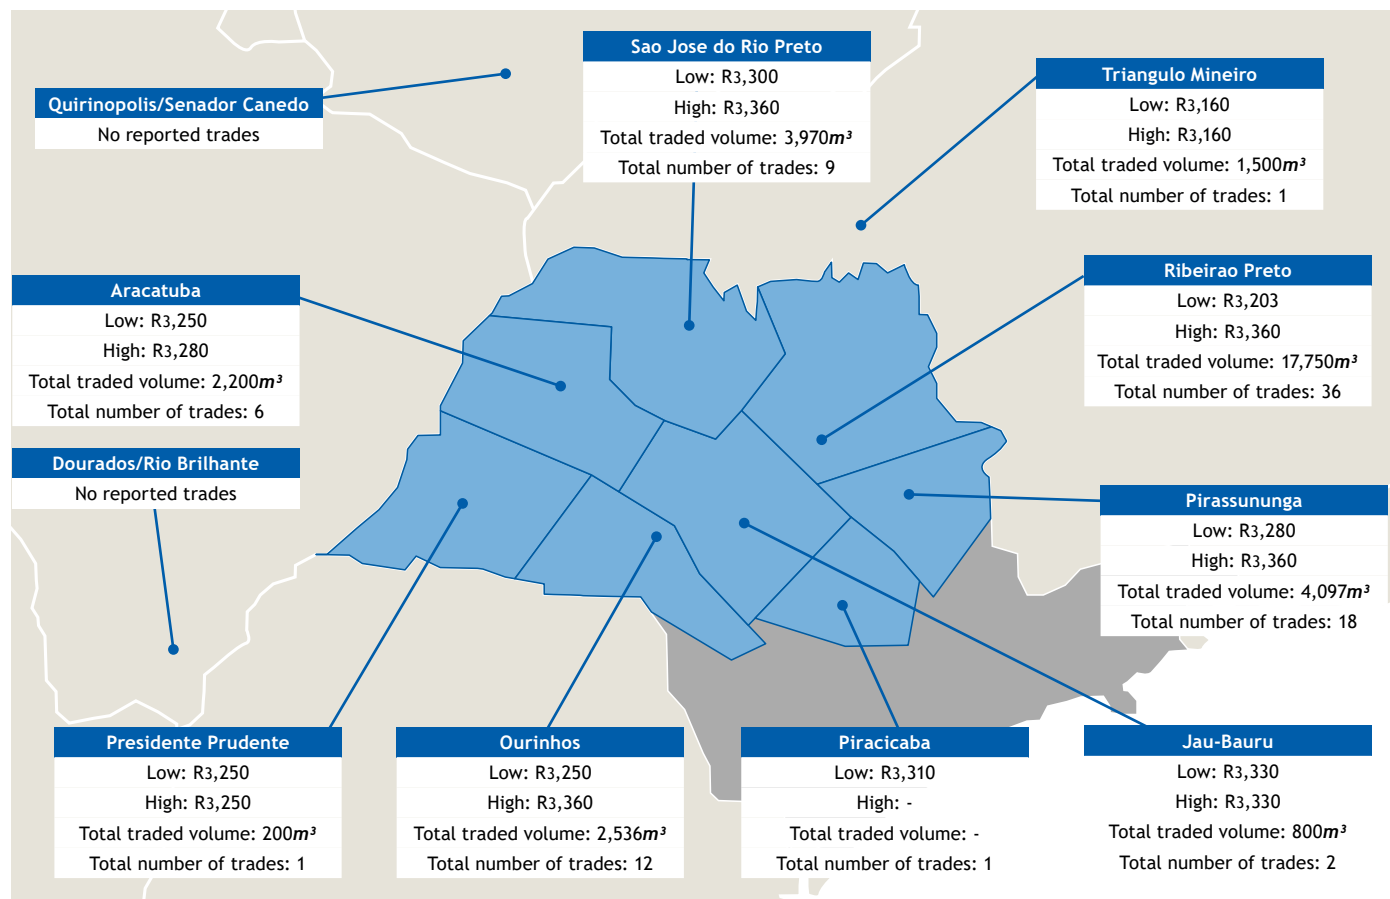 Sao Jose do Rio Preto
Low: R3,300
High: R3,360
Total traded volume: 3,970m³
Total number of trades: 9
Triangulo Mineiro
Low: R3,160
High: R3,160
Total traded volume: 1,500m³
Total number of trades: 1
Quirinopolis/Senador Canedo
No reported trades
Ribeirao Preto
Low: R3,203
High: R3,360
Total traded volume: 17,750m³
Total number of trades: 36
Aracatuba
Low: R3,250
High: R3,280
Total traded volume: 2,200m³
Total number of trades: 6
Dourados/Rio Brilhante
No reported trades
Pirassununga
Low: R3,280
High: R3,360
Total traded volume: 4,097m³
Total number of trades: 18
Presidente Prudente
Low: R3,250
High: R3,250
Total traded volume: 200m³
Total number of trades: 1
Ourinhos
Low: R3,250
High: R3,360
Total traded volume: 2,536m³
Total number of trades: 12
Piracicaba
Low: R3,310
High: -
Total traded volume: -
Total number of trades: 1
Jau-Bauru
Low: R3,330
High: R3,330
Total traded volume: 800m³
Total number of trades: 2